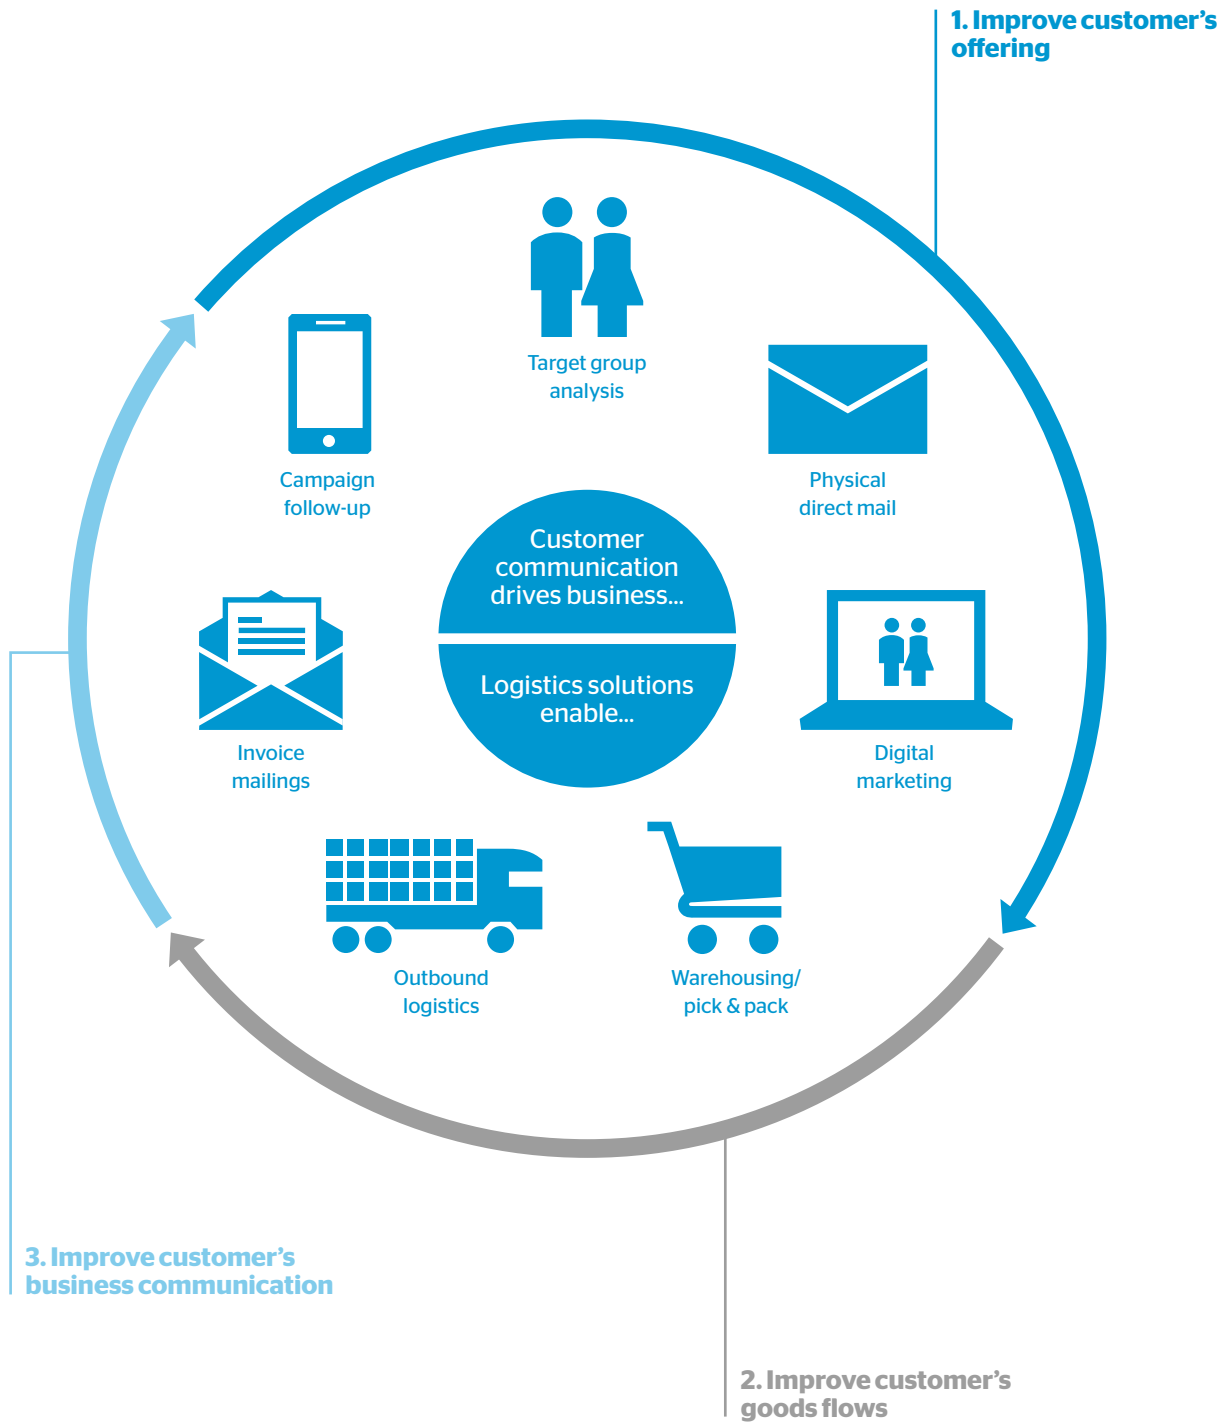 1. Improve customer's
offering
Target group
analysis
Physical
direct mail
Campaign
follow-up
Customer
communication
drives business...
Logistics solutions
enable...
Invoice
mailings
Digital
marketing
Outbound
logistics
Warehousing/
pick & pack
3. Improve customer's
business communication
2. Improve customer's
goods flows